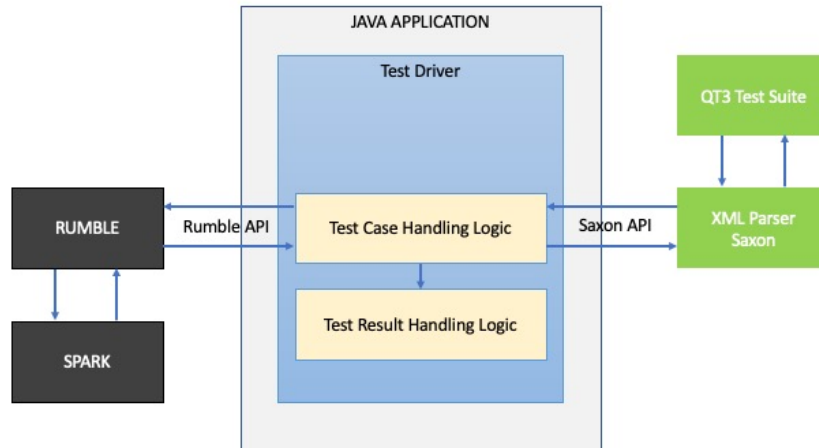 JAVA APPLICATION
Test Driver
QT3 Test Suite
RUMBLE
Rumble API
Test Case Handling Logic
Saxon API
XML Parser
Saxon
Test Result Handling Logic
SPARK